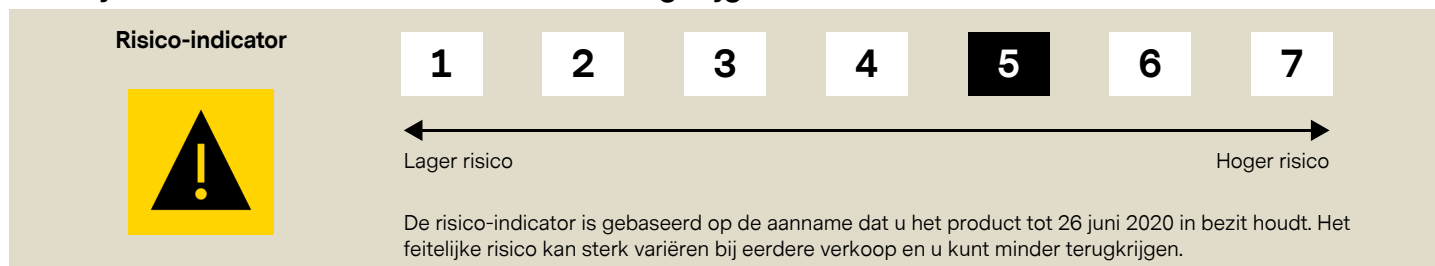 Risico-indicator
1 2 3 4 5 6 7
Lager risico Hoger risico
De risico-indicator is gebaseerd op de aanname dat u het product tot 26 juni 2020 in bezit houdt. Het
feitelijke risico kan sterk variëren bij eerdere verkoop en u kunt minder terugkrijgen.